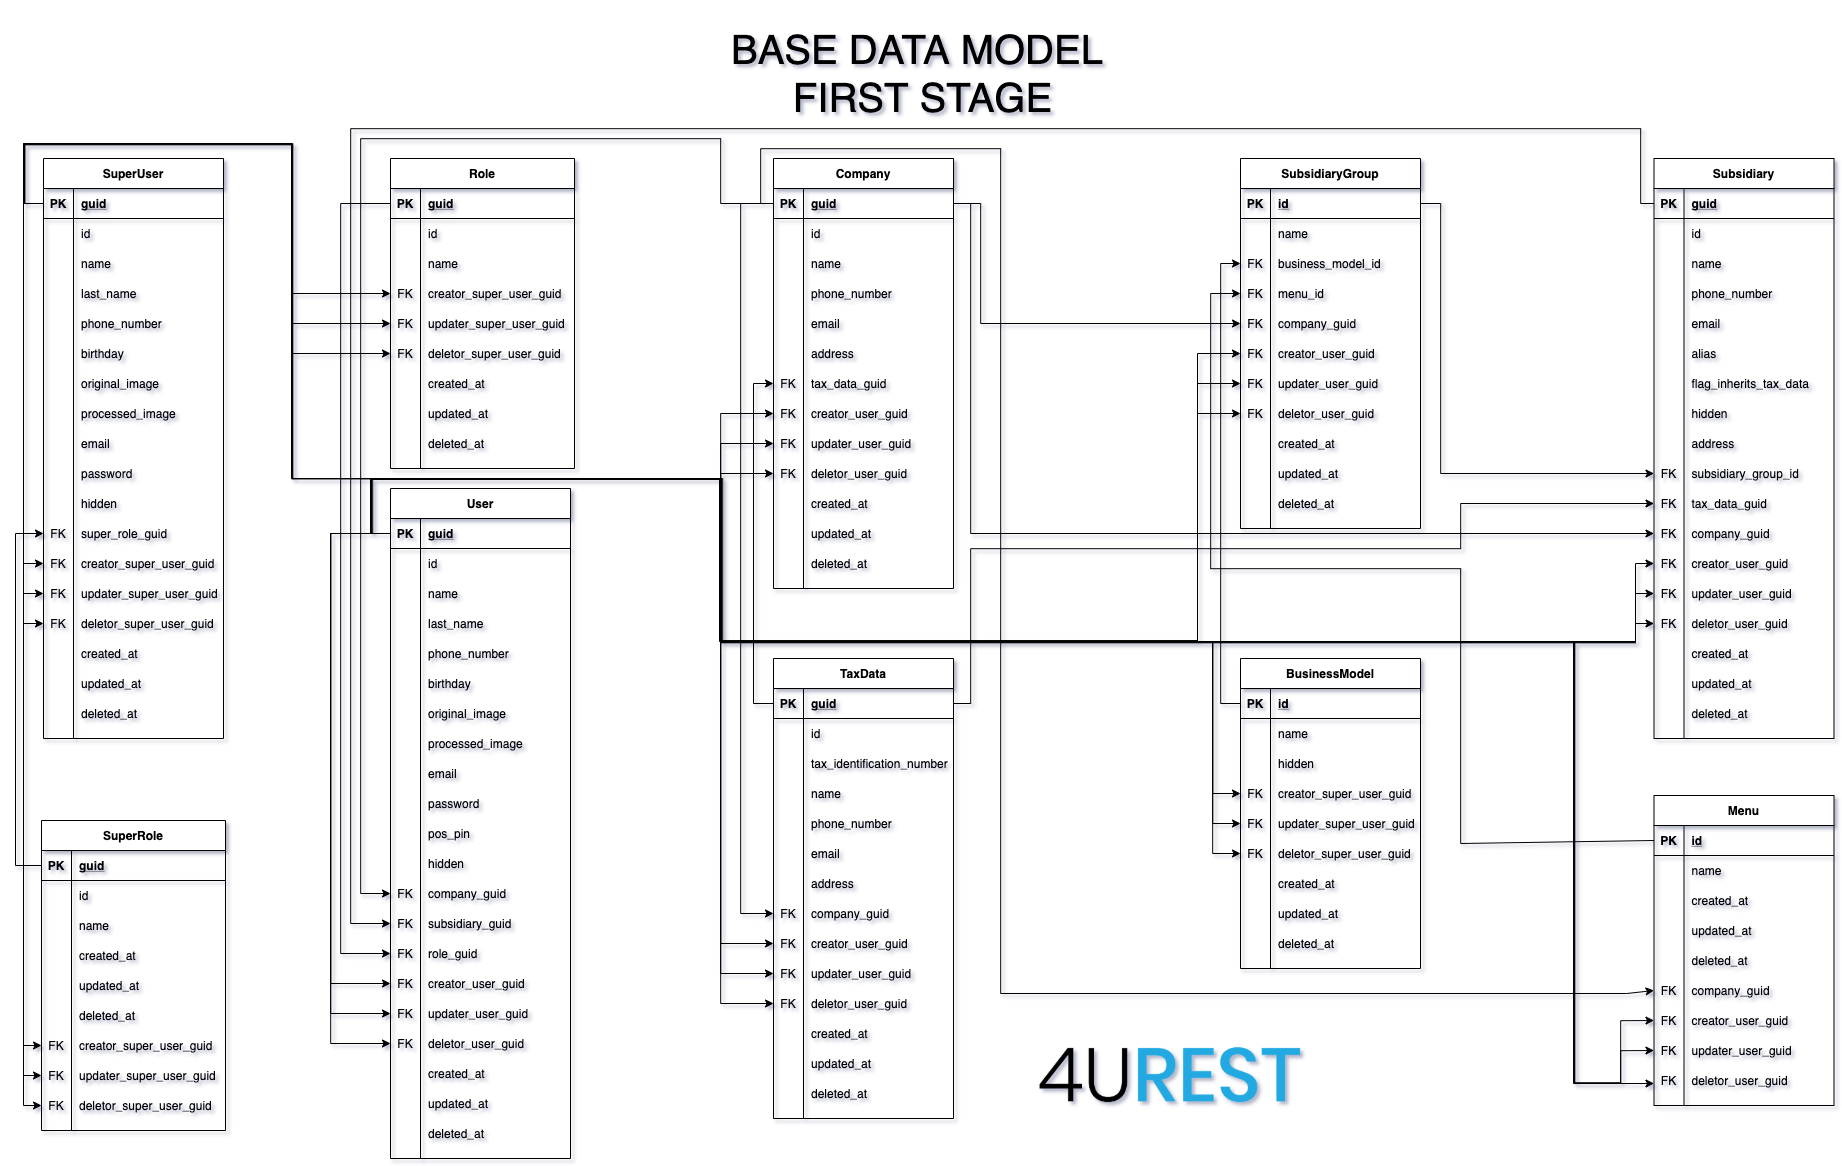 BASE DATA MODEL
FIRST STAGE
SuperUser
PK guid
id
name
last_name
phone_number
birthday
original_image
processed_image
email
password
hidden
FK super_role_guid
FK creator_super_user_guid
FK updater_super_user_guid
FK deletor_super_user_guid
created_at
updated_at
deleted_at
SuperRole
PK guid
id
name
created_at
updated_at
deleted_at
FK creator_super_user_guid
FK updater_super_user_guid
FK deletor_super_user_guid
Role
PK guid
id
name
FK creator_super_user_guid
FK updater_super_user_guid
FK deletor_super_user_guid
created_at
updated_at
deleted_at
User
PK guid
id
name
last_name
phone_number
birthday
original_image
processed_image
email
password
pos_pin
hidden
FK company_guid
FK subsidiary_guid
FK role_guid
FK creator_user_guid
FK updater_user_guid
FK deletor_user_guid
created_at
updated_at
deleted_at
Company
PK guid
id
name
phone_number
email
address
FK tax_data_guid
FK creator_user_guid
FK updater_user_guid
FK deletor_user_guid
created_at
updated_at
deleted_at
TaxData
PK guid
id
tax_identification_number
name
phone_number
email
address
FK company_guid
FK creator_user_guid
FK updater_user_guid
FK deletor_user_guid
created_at
updated_at
deleted_at
SubsidiaryGroup
PK id
name
FK business_model_id
FK menu_id
FK company_guid
FK creator_user_guid
FK updater_user_guid
FK deletor_user_guid
created_at
updated_at
deleted_at
BusinessModel
PK id
name
hidden
FK creator_super_user_guid
FK updater_super_user_guid
FK deletor_super_user_guid
created_at
updated_at
deleted_at
Subsidiary
PK guid
id
name
phone_number
email
alias
flag_inherits_tax_data
hidden
address
FK subsidiary_group_id
FK tax_data_guid
FK company_guid
FK creator_user_guid
FK updater_user_guid
FK deletor_user_guid
created_at
updated_at
deleted_at
Menu
PK id
name
created_at
updated_at
deleted_at
FK company_guid
FK creator_user_guid
FK updater_user_guid
FK deletor_user_guid
4UREST